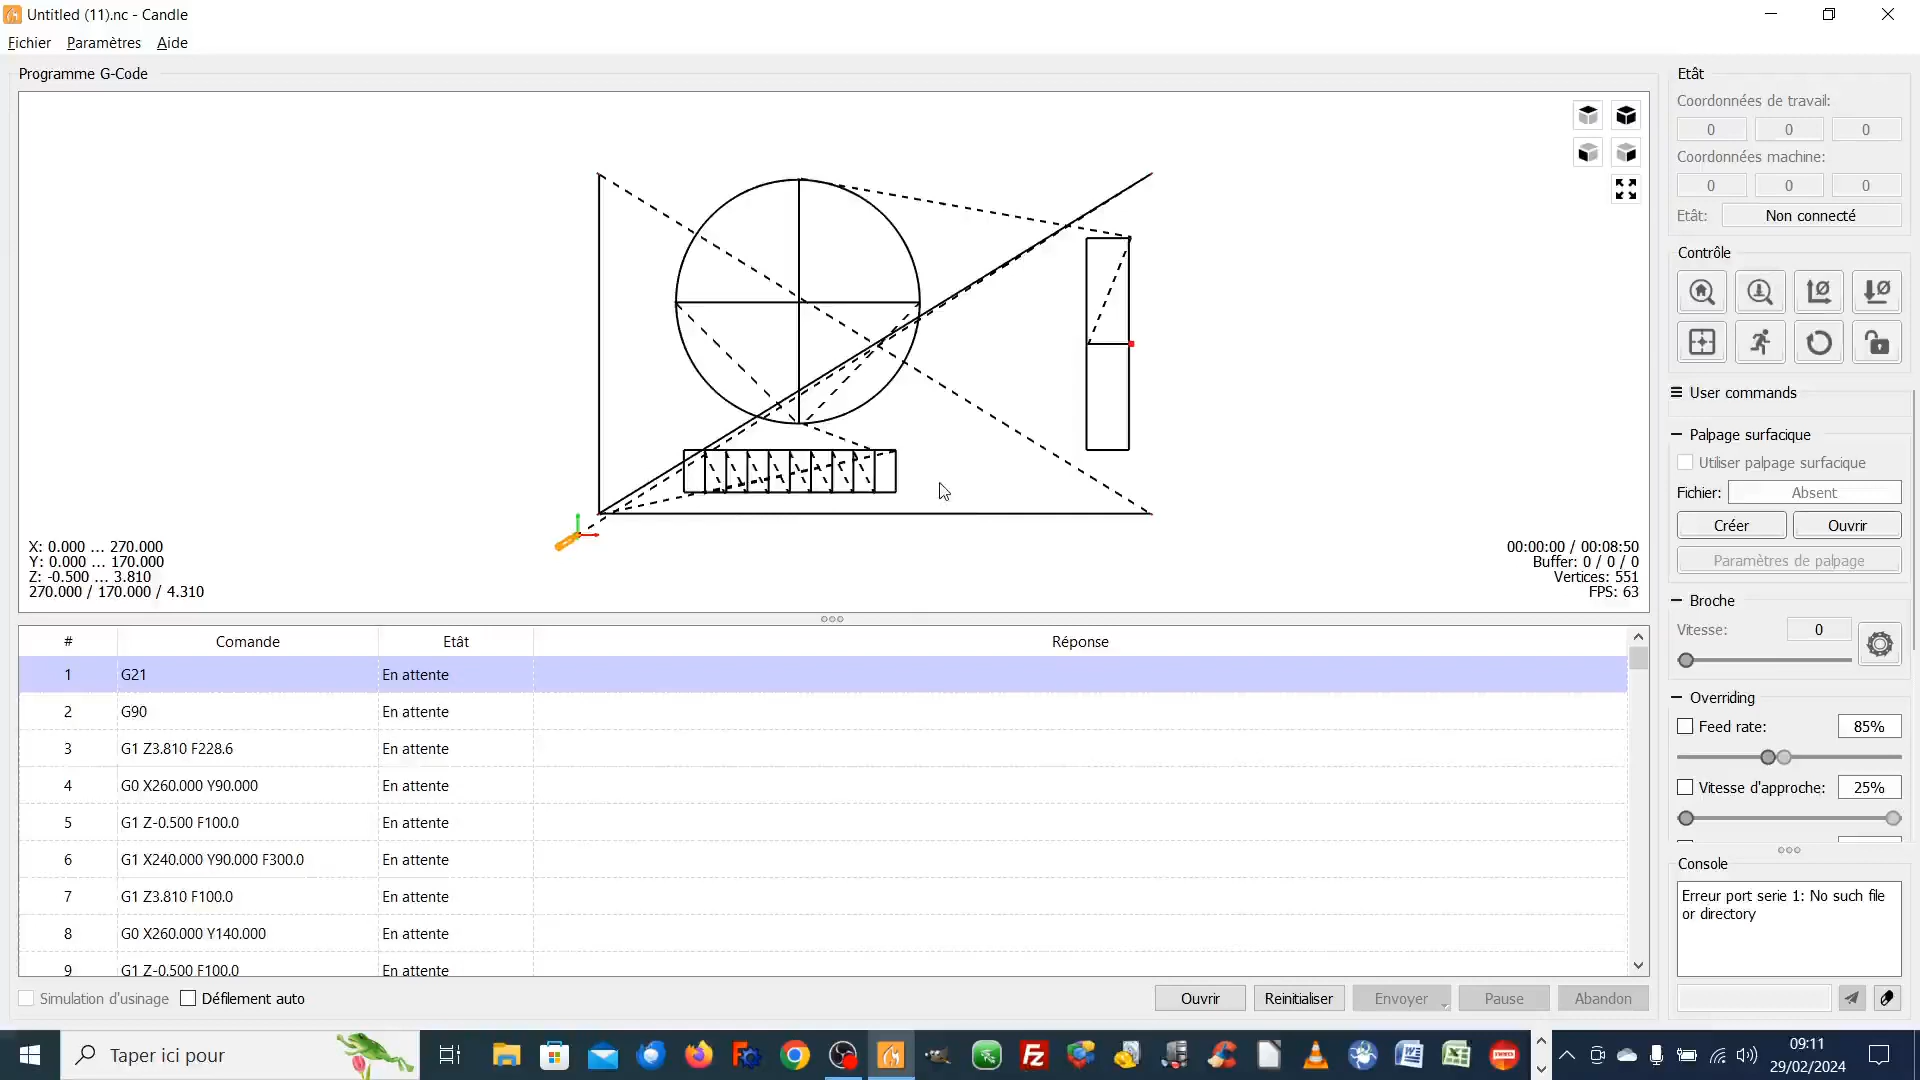 Untitled (11).nc - Candle
Fichier Paramètres Aide
Programme G-Code
X: 0.000 ... 270.000
Y: 0.000 ... 170.000
Z: -0.500 ... 3.810
270.000 / 170.000 / 4.310
00:00:00 / 00:08:50
Buffer: 0 / 0 / 0
Vertices: 551
FPS: 63
# Comande Etât Réponse
1 G21 En attente
2 G90 En attente
3 G1 Z3.810 F228.6 En attente
4 G0 X260.000 Y90.000 En attente
5 G1 Z-0.500 F100.0 En attente
6 G1 X240.000 Y90.000 F300.0 En attente
7 G1 Z3.810 F100.0 En attente
8 G0 X260.000 Y140.000 En attente
9 G1 Z-0.500 F100.0 En attente
Simulation d'usinage Défilement auto
Ouvrir Reinitialiser Envoyer Pause Abandon
Etât
Coordonnées de travail:
0 0 0
Coordonnées machine:
0 0 0
Etât: Non connecté
Contrôle
User commands
Palpage surfacique
Utiliser palpage surfacique
Fichier: Absent
Créer Ouvrir
Paramètres de palpage
Broche
Vitesse: 0
Overriding
Feed rate: 85%
Vitesse d'approche: 25%
Console
Erreur port serie 1: No such file
or directory
Taper ici pour
09:11
29/02/2024